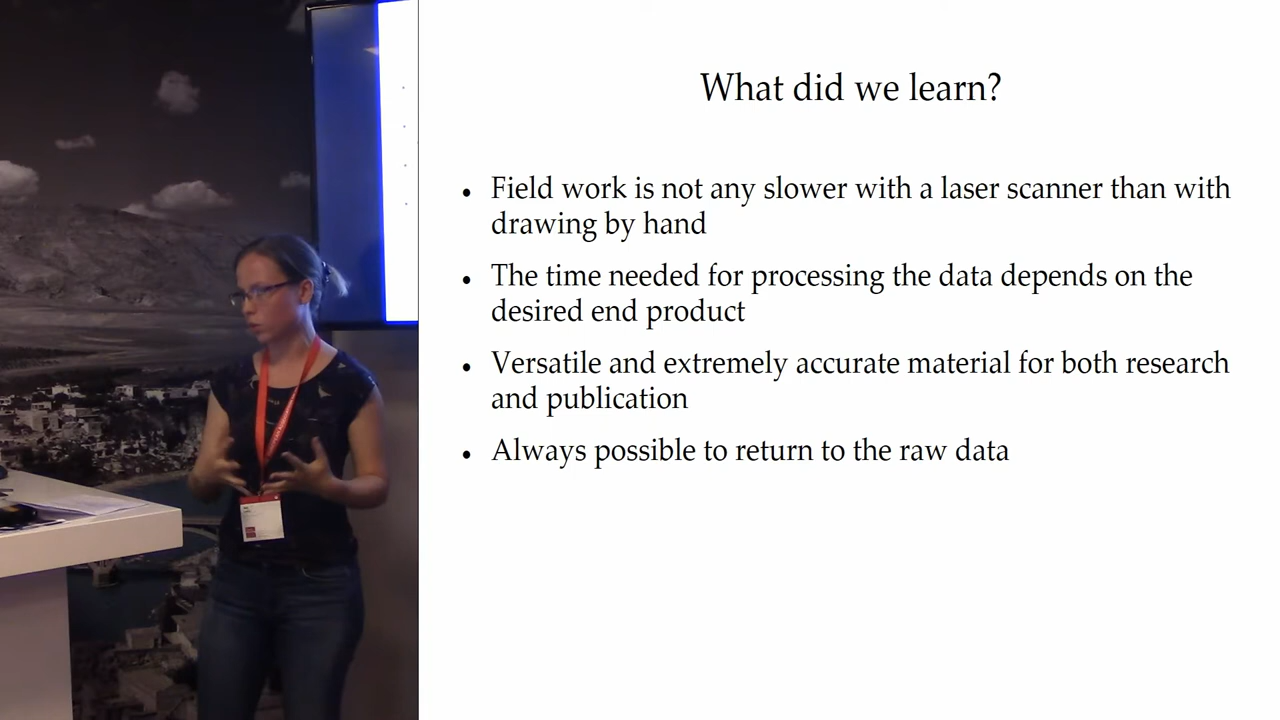 What did we learn?
• Field work is not any slower with a laser scanner than with
drawing by hand
• The time needed for processing the data depends on the
desired end product
• Versatile and extremely accurate material for both research
and publication
• Always possible to return to the raw data